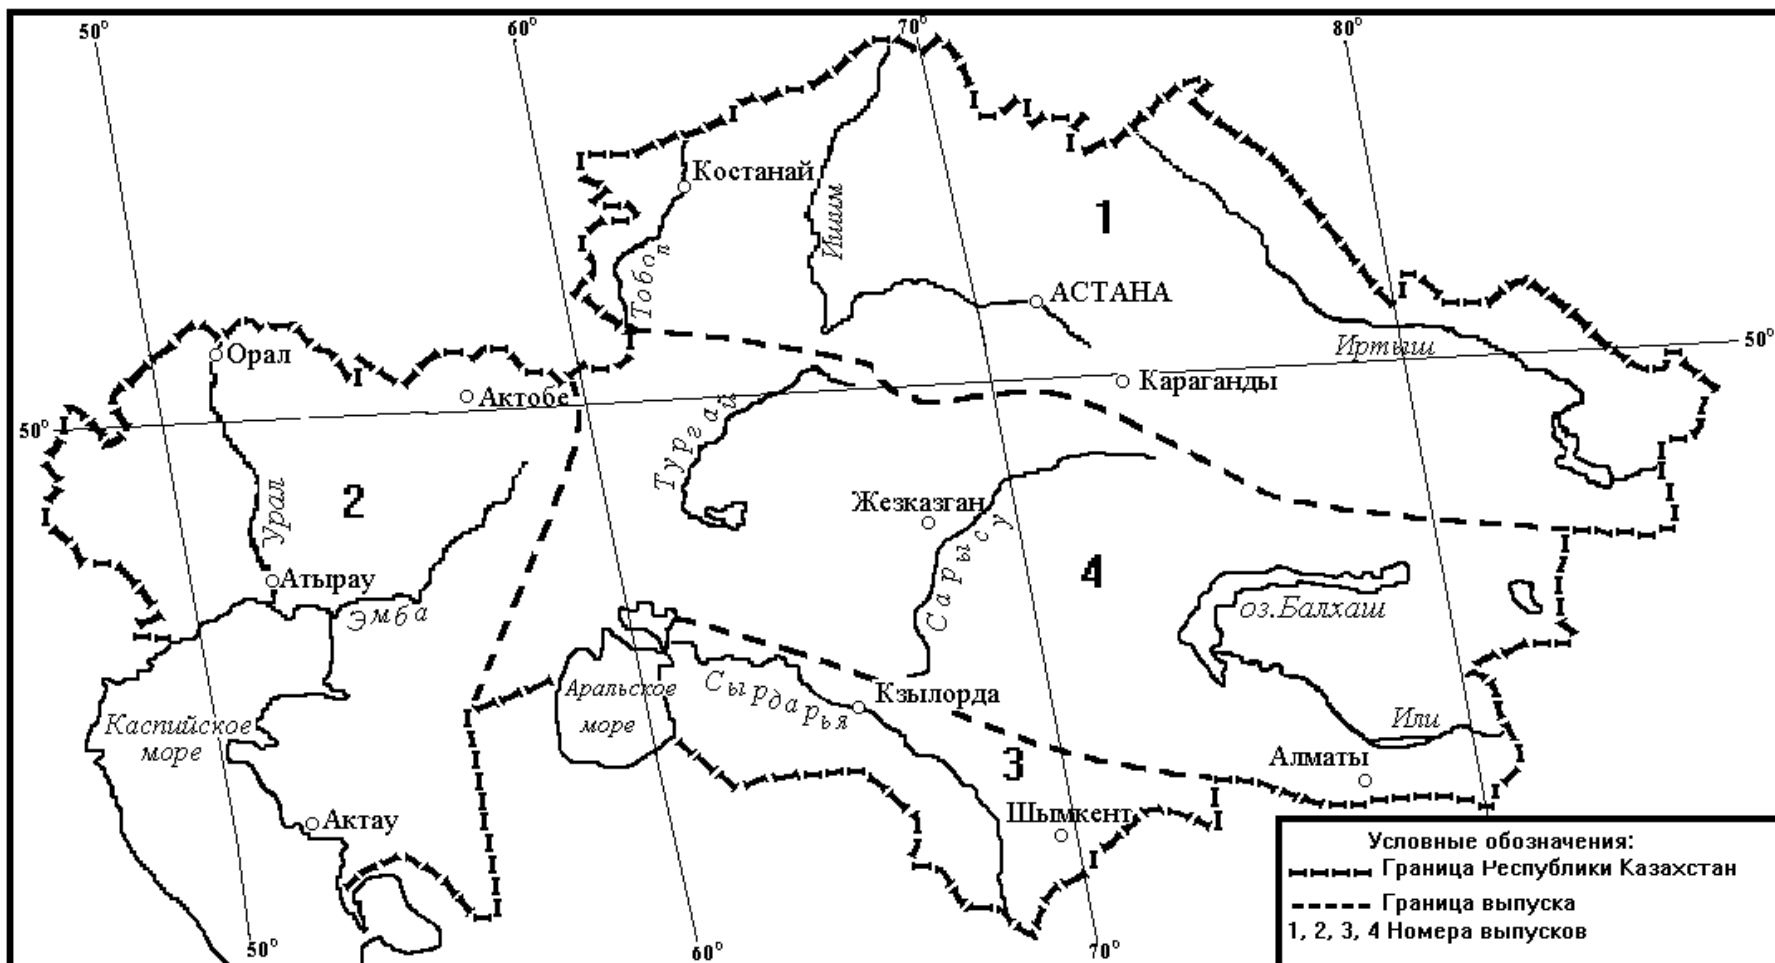 50°
60°
70°
80°
Костанай
Тобол
Ишим
1
АСТАНА
Иртыш
50°
Орал
Актобе
Караганды
50°
Тургай
2
Урал
Жезказган
Сарысу
4
Атырау
Эмба
оз.Балхаш
Каспийское
море
Аральское
море
Сырдарья
Кзылорда
Или
3
Алматы
Актау
Шымкент
50°
60°
70°
Условные обозначения:
Граница Республики Казахстан
Граница выпуска
1, 2, 3, 4 Номера выпусков